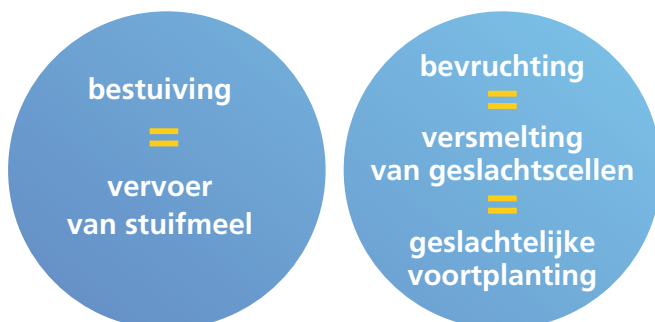 bestuiving
=
vervoer
van stuifmeel
bevruchting
=
versmelting
van geslachtscellen
=
geslachtelijke
voortplanting